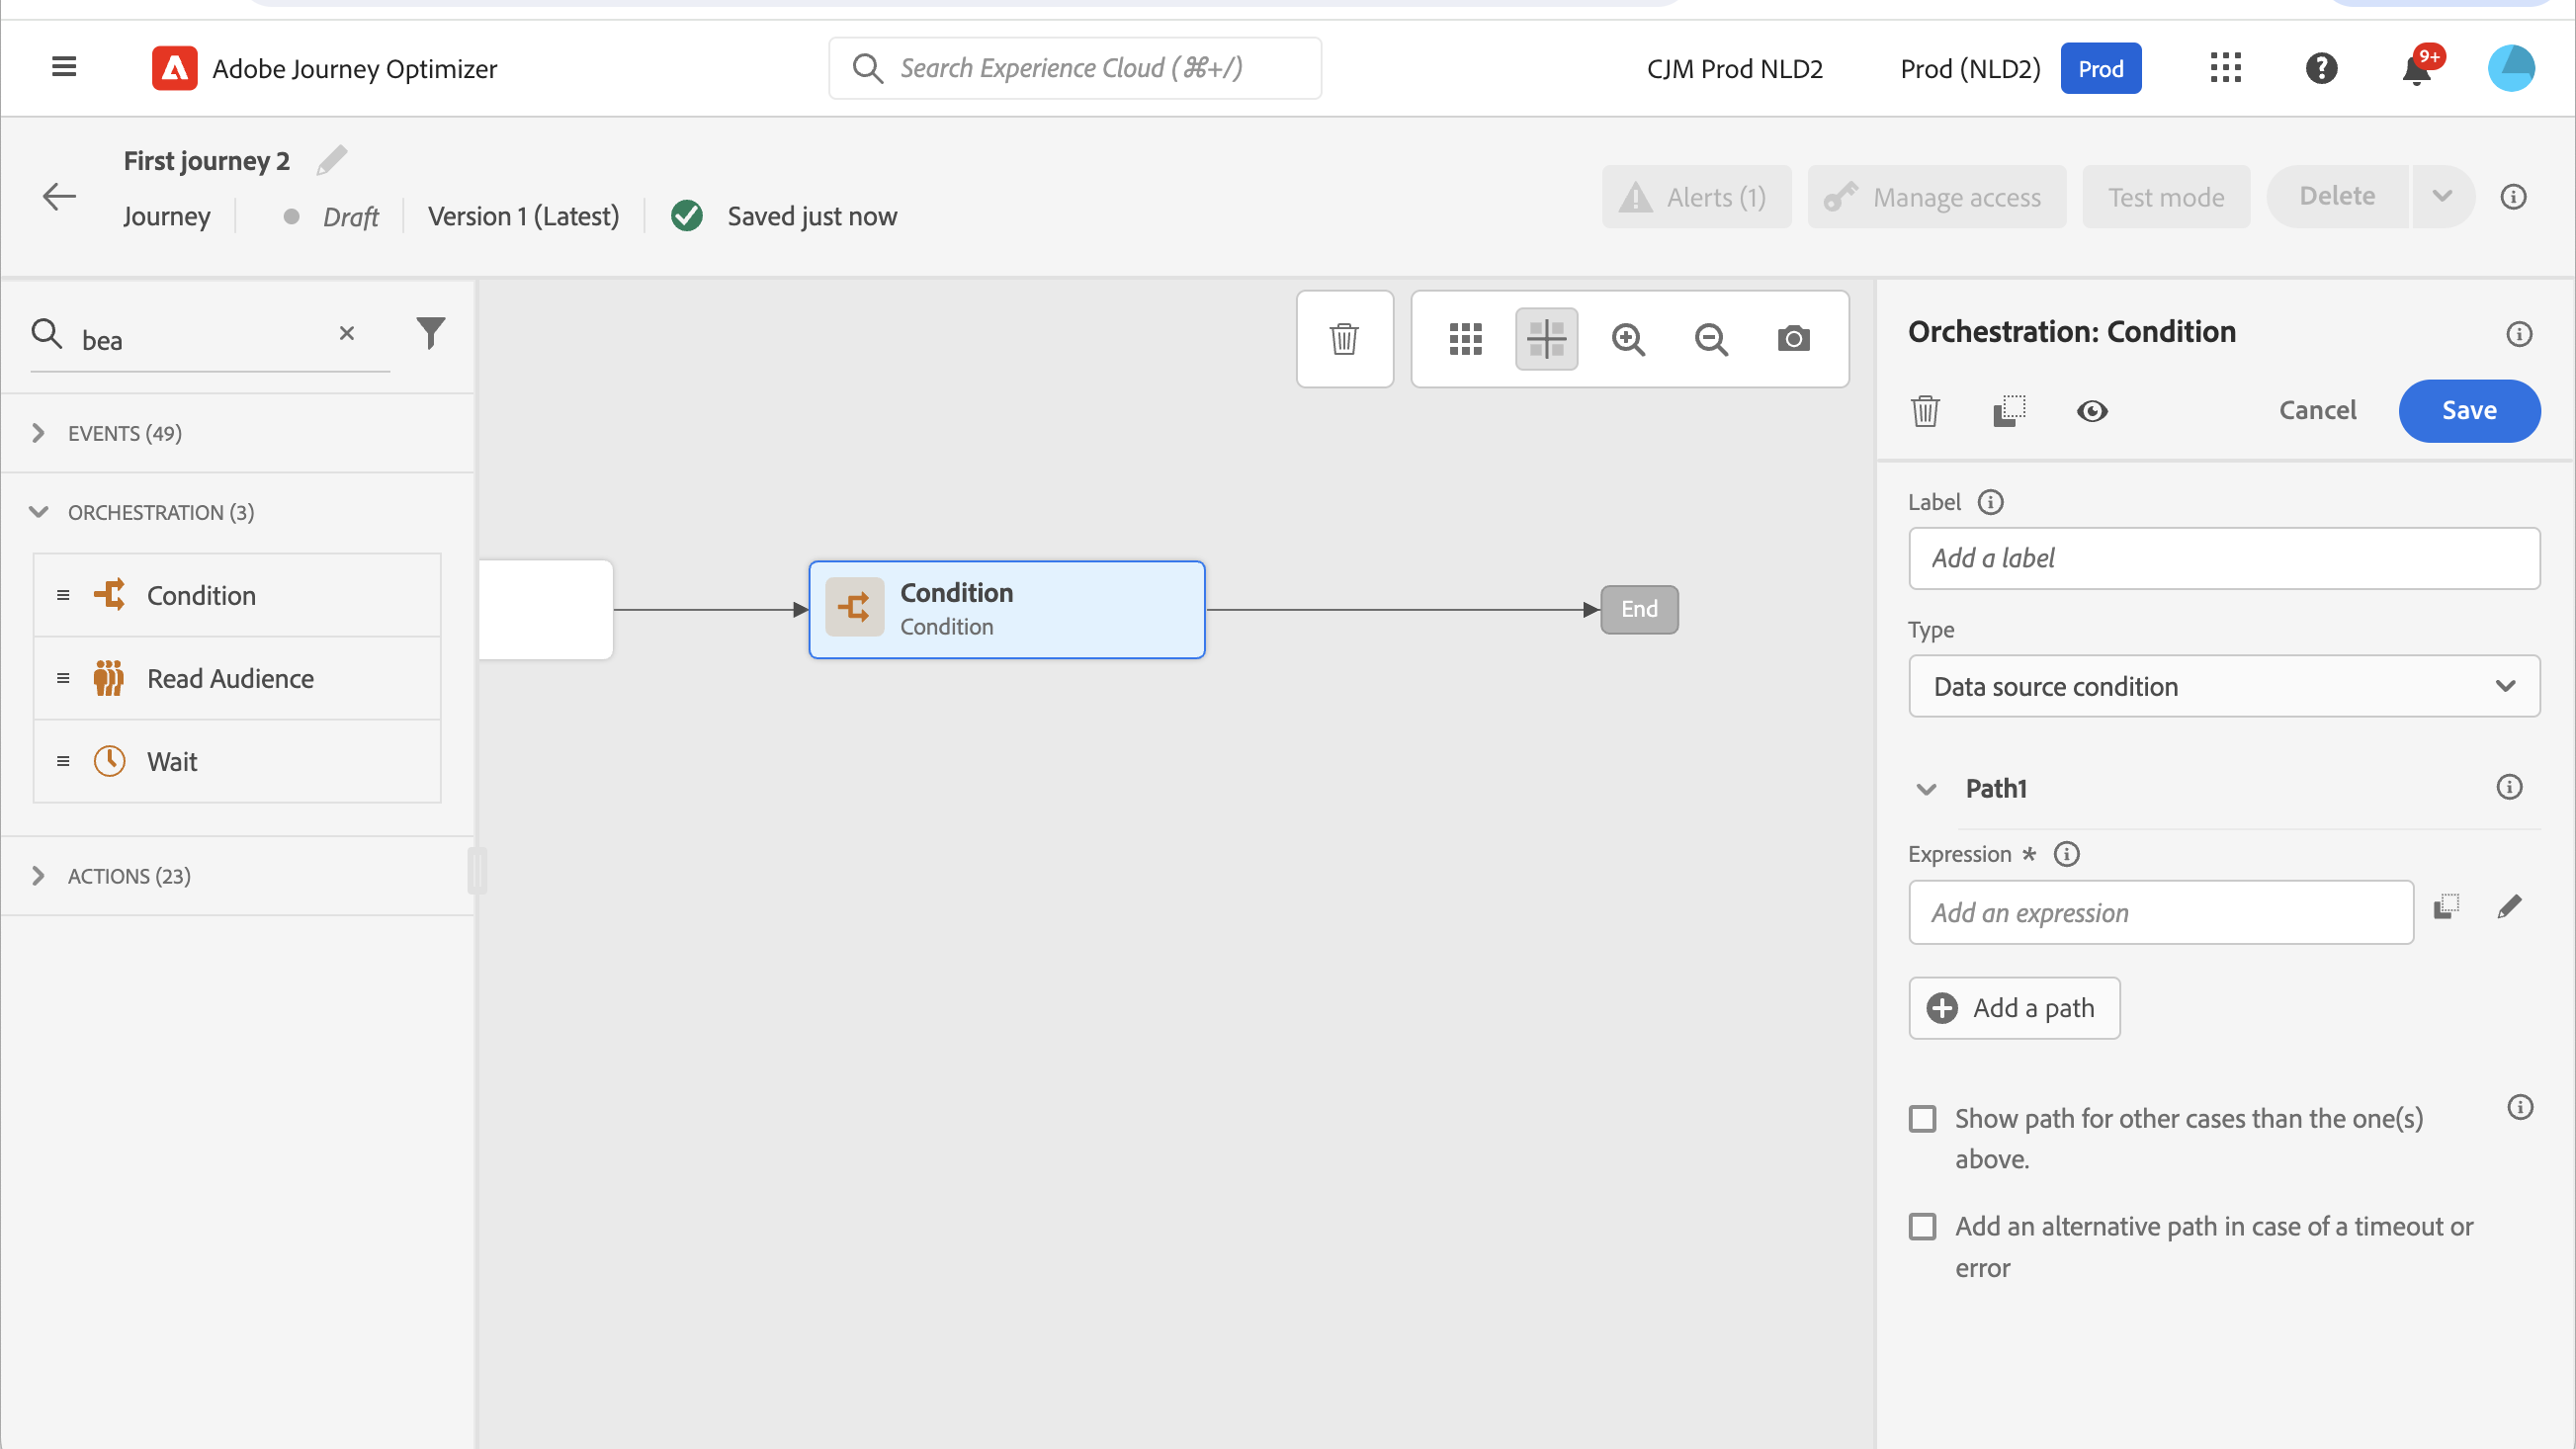 Adobe Journey Optimizer
Search Experience Cloud (⌘+/)
CJM Prod NLD2
Prod (NLD2)
Prod
9+
First journey 2
Journey
Draft
Version 1 (Latest)
Saved just now
Alerts (1)
Manage access
Test mode
Delete
bea
EVENTS (49)
ORCHESTRATION (3)
Condition
Read Audience
Wait
ACTIONS (23)
Condition
Condition
End
Orchestration: Condition
Cancel
Save
Label
Add a label
Type
Data source condition
Path1
Expression *
Add an expression
Add a path
Show path for other cases than the one(s)
above.
Add an alternative path in case of a timeout or
error